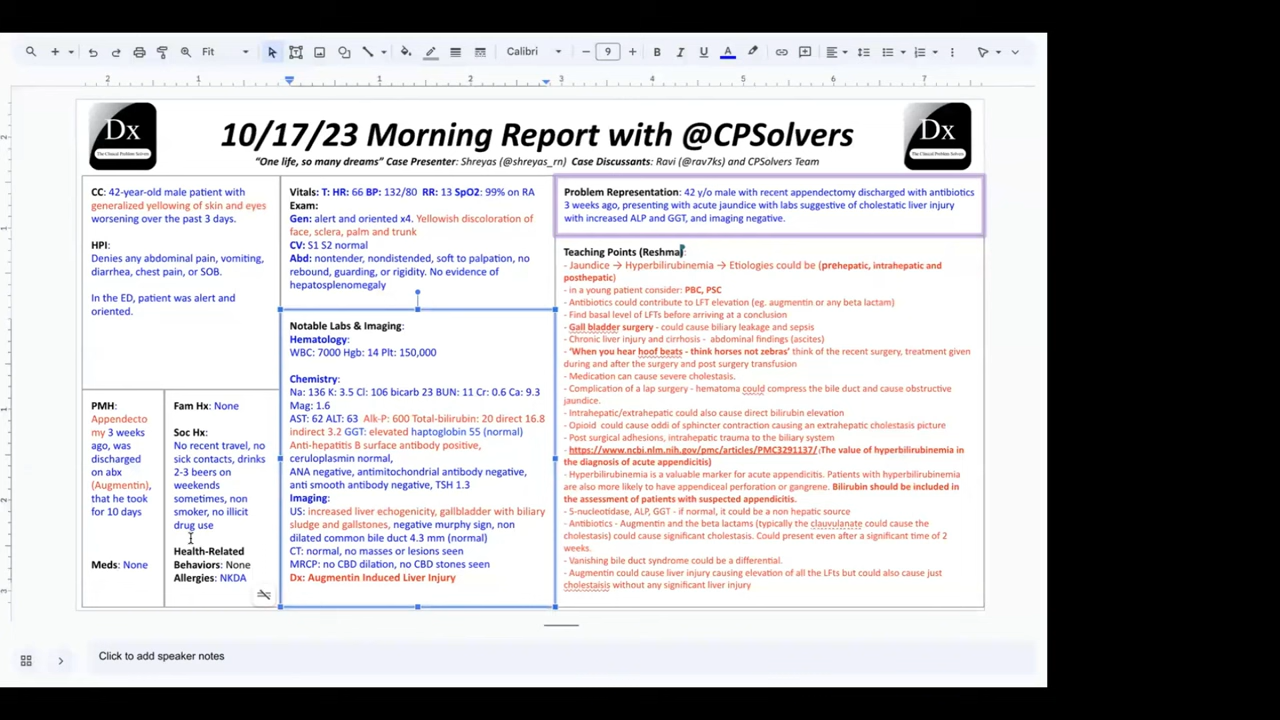 Fit
Calibri
9
B I U A
2 1 1 2 3 4 5 6 7
Dx
The Clinical Problem Solvers
10/17/23 Morning Report with @CPSolvers
"One life, so many dreams" Case Presenter: Shreyas (@shreyas_rn) Case Discussants: Ravi (@rav7ks) and CPSolvers Team
Dx
The Clinical Problem Solvers
CC: 42-year-old male patient with
generalized yellowing of skin and eyes
worsening over the past 3 days.
HPI:
Denies any abdominal pain, vomiting,
diarrhea, chest pain, or SOB.
In the ED, patient was alert and
oriented.
PMH:
Appendecto
my 3 weeks
ago, was
discharged
on abx
(Augmentin),
that he took
for 10 days
Meds: None
Fam Hx: None
Soc Hx:
No recent travel, no
sick contacts, drinks
2-3 beers on
weekends
sometimes, non
smoker, no illicit
drug use
Health-Related
Behaviors: None
Allergies: NKDA
Vitals: T: HR: 66 BP: 132/80 RR: 13 SpO2: 99% on RA
Exam:
Gen: alert and oriented x4. Yellowish discoloration of
face, sclera, palm and trunk
CV: S1 S2 normal
Abd: nontender, nondistended, soft to palpation, no
rebound, guarding, or rigidity. No evidence of
hepatosplenomegaly
Notable Labs & Imaging:
Hematology:
WBC: 7000 Hgb: 14 Plt: 150,000
Chemistry:
Na: 136 K: 3.5 Cl: 106 bicarb 23 BUN: 11 Cr: 0.6 Ca: 9.3
Mag: 1.6
AST: 62 ALT: 63 Alk-P: 600 Total-bilirubin: 20 direct 16.8
indirect 3.2 GGT: elevated haptoglobin 55 (normal)
Anti-hepatitis B surface antibody positive,
ceruloplasmin normal,
ANA negative, antimitochondrial antibody negative,
anti smooth antibody negative, TSH 1.3
Imaging:
US: increased liver echogenicity, gallbladder with biliary
sludge and gallstones, negative murphy sign, non
dilated common bile duct 4.3 mm (normal)
CT: normal, no masses or lesions seen
MRCP: no CBD dilation, no CBD stones seen
Dx: Augmentin Induced Liver Injury
Problem Representation: 42 y/o male with recent appendectomy discharged with antibiotics
3 weeks ago, presenting with acute jaundice with labs suggestive of cholestatic liver injury
with increased ALP and GGT, and imaging negative.
Teaching Points (Reshma):
- Jaundice → Hyperbilirubinemia → Etiologies could be (prehepatic, intrahepatic and
posthepatic)
- in a young patient consider: PBC, PSC
- Antibiotics could contribute to LFT elevation (eg. augmentin or any beta lactam)
- Find basal level of LFTs before arriving at a conclusion
- Gall bladder surgery - could cause biliary leakage and sepsis
- Chronic liver injury and cirrhosis - abdominal findings (ascites)
- 'When you hear hoof beats - think horses not zebras' think of the recent surgery, treatment given
during and after the surgery and post surgery transfusion
- Medication can cause severe cholestasis.
- Complication of a lap surgery - hematoma could compress the bile duct and cause obstructive
jaundice.
- Intrahepatic/extrahepatic could also cause direct bilirubin elevation
- Opioid could cause oddi of sphincter contraction causing an extrahepatic cholestasis picture
- Post surgical adhesions, intrahepatic trauma to the biliary system
- https://www.ncbi.nlm.nih.gov/pmc/articles/PMC3291137/ (The value of hyperbilirubinemia in
the diagnosis of acute appendicitis)
- Hyperbilirubinemia is a valuable marker for acute appendicitis. Patients with hyperbilirubinemia
are also more likely to have appendiceal perforation or gangrene. Bilirubin should be included in
the assessment of patients with suspected appendicitis.
- 5-nucleotidase, ALP, GGT - if normal, it could be a non hepatic source
- Antibiotics - Augmentin and the beta lactams (typically the clauvulanate could cause the
cholestasis) could cause significant cholestasis. Could present even after a significant time of 2
weeks.
- Vanishing bile duct syndrome could be a differential.
- Augmentin could cause liver injury causing elevation of all the LFTs but could also cause just
cholestaisis without any significant liver injury
Click to add speaker notes